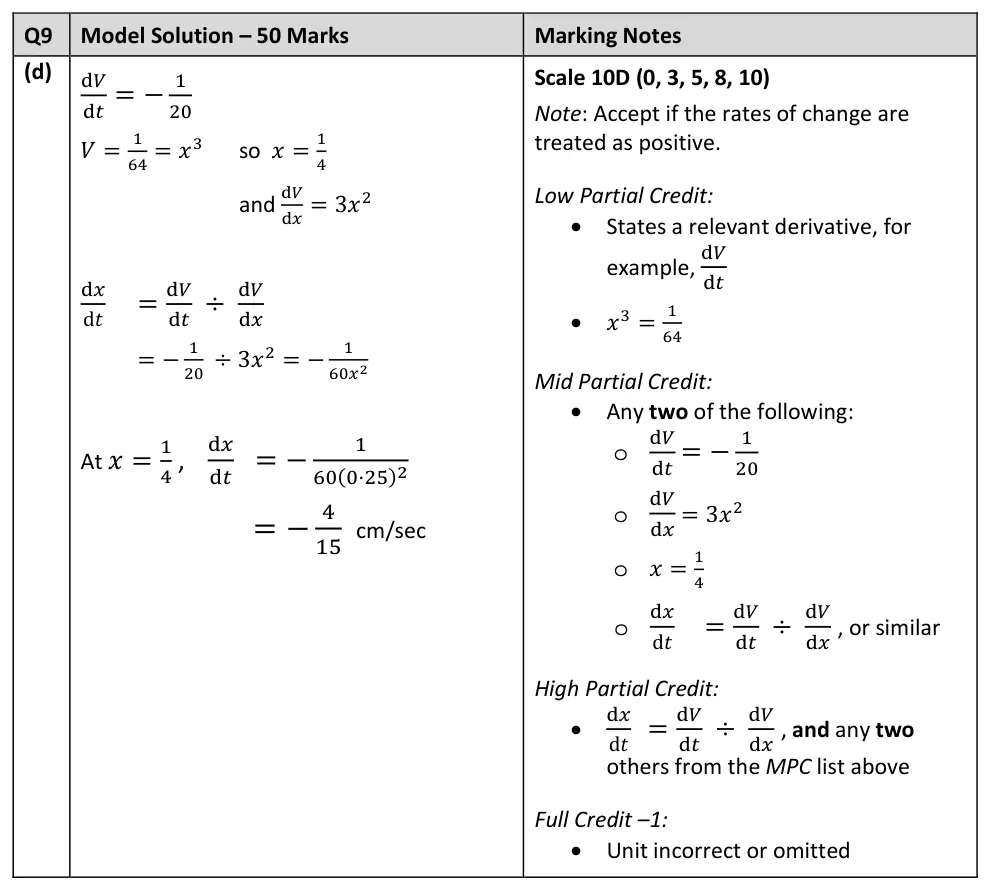 Q9 Model Solution – 50 Marks Marking Notes
(d)
dV/dt = − 1/20
V = 1/64 = x³ so x = 1/4
and dV/dx = 3x²
dx/dt = dV/dt ÷ dV/dx
= − 1/20 ÷ 3x² = − 1/60x²
At x = 1/4 , dx/dt = − 1/60(0·25)²
= − 4/15 cm/sec
Scale 10D (0, 3, 5, 8, 10)
Note: Accept if the rates of change are
treated as positive.
Low Partial Credit:
• States a relevant derivative, for
example, dV/dt
• x³ = 1/64
Mid Partial Credit:
• Any two of the following:
o dV/dt = − 1/20
o dV/dx = 3x²
o x = 1/4
o dx/dt = dV/dt ÷ dV/dx , or similar
High Partial Credit:
• dx/dt = dV/dt ÷ dV/dx , and any two
others from the MPC list above
Full Credit –1:
• Unit incorrect or omitted